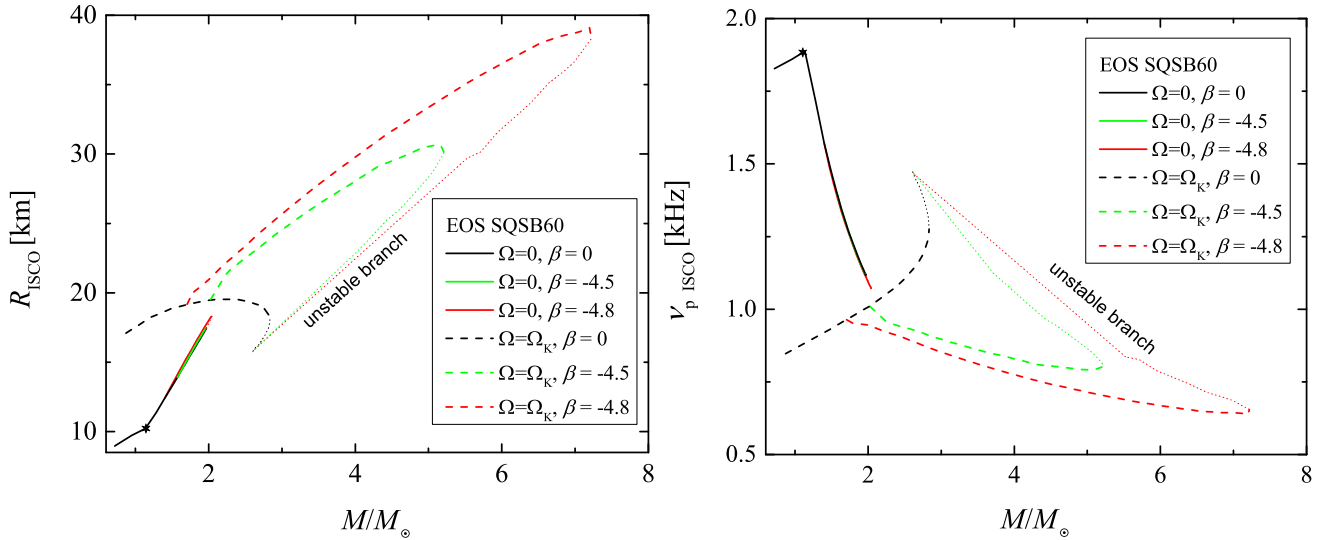 40
30
20
10
R_ISCO [km]
2
4
6
8
M/M_⊙
EOS SQSB60
Ω=0, β = 0
Ω=0, β = -4.5
Ω=0, β = -4.8
Ω=Ω_K, β = 0
Ω=Ω_K, β = -4.5
Ω=Ω_K, β = -4.8
unstable branch
2.0
1.5
1.0
0.5
ν_p ISCO [kHz]
2
4
6
8
M/M_⊙
EOS SQSB60
Ω=0, β = 0
Ω=0, β = -4.5
Ω=0, β = -4.8
Ω=Ω_K, β = 0
Ω=Ω_K, β = -4.5
Ω=Ω_K, β = -4.8
unstable branch